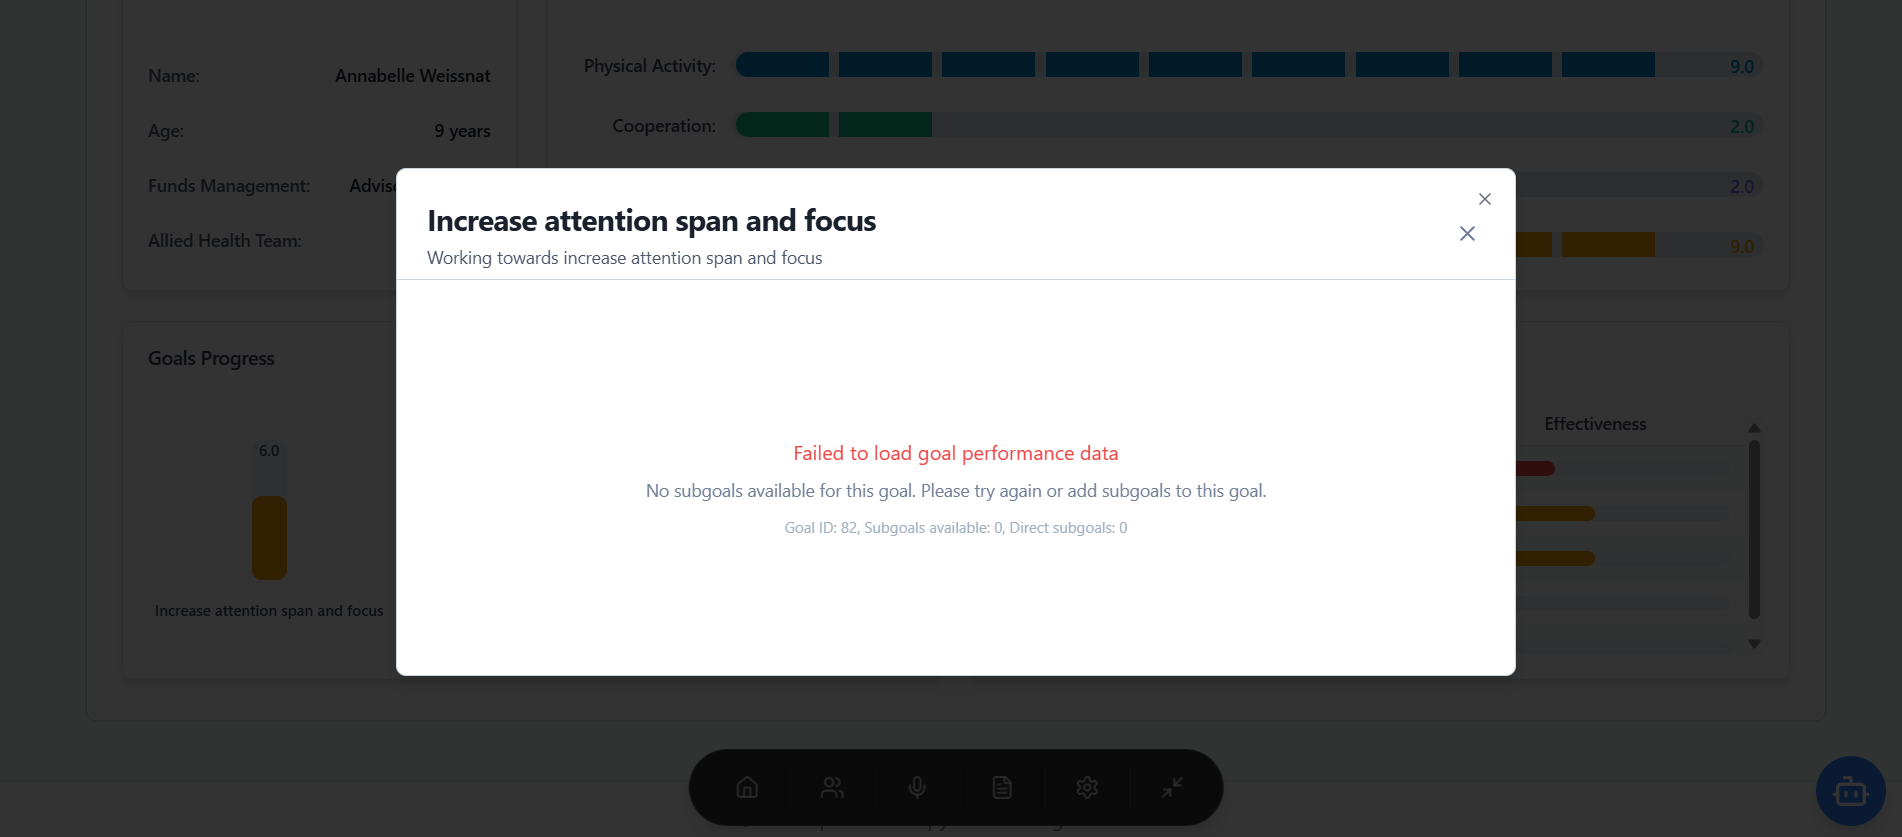 Name: Annabelle Weissnat
Age: 9 years
Funds Management:
Allied Health Team:
Physical Activity: 9.0
Cooperation: 2.0
2.0
9.0
Increase attention span and focus
Working towards increase attention span and focus
Failed to load goal performance data
No subgoals available for this goal. Please try again or add subgoals to this goal.
Goal ID: 82, Subgoals available: 0, Direct subgoals: 0
Goals Progress
6.0
Increase attention span and focus
Effectiveness